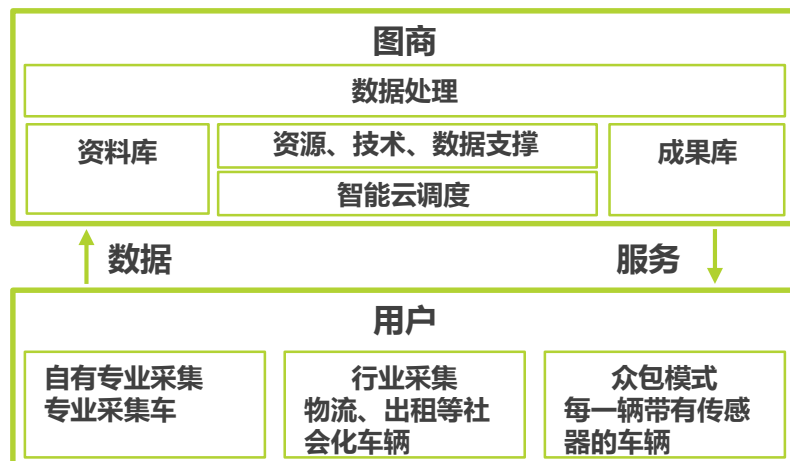 图商
数据处理
资料库
资源、技术、数据支撑
智能云调度
成果库
数据
服务
用户
自有专业采集
专业采集车
行业采集
物流、出租等社
会化车辆
众包模式
每一辆带有传感
器的车辆